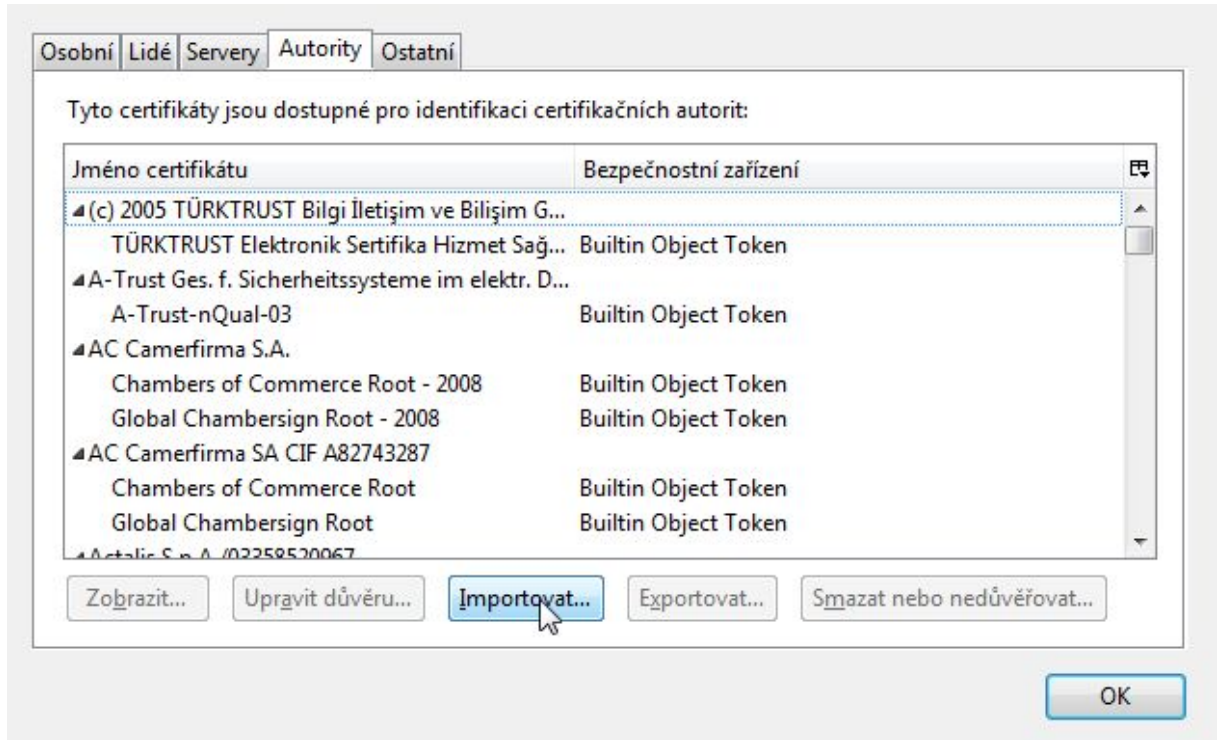 Osobní Lidé Servery Autority Ostatní
Tyto certifikáty jsou dostupné pro identifikaci certifikačních autorit:
Jméno certifikátu Bezpečnostní zařízení
(c) 2005 TÜRKTRUST Bilgi İletişim ve Bilişim G...
TÜRKTRUST Elektronik Sertifika Hizmet Sağ... Builtin Object Token
A-Trust Ges. f. Sicherheitssysteme im elektr. D...
A-Trust-nQual-03 Builtin Object Token
AC Camerfirma S.A.
Chambers of Commerce Root - 2008 Builtin Object Token
Global Chambersign Root - 2008 Builtin Object Token
AC Camerfirma SA CIF A82743287
Chambers of Commerce Root Builtin Object Token
Global Chambersign Root Builtin Object Token
Actalis S.p.A./03358520967
Zobrazit... Upravit důvěru... Importovat... Exportovat... Smazat nebo nedůvěřovat...
OK